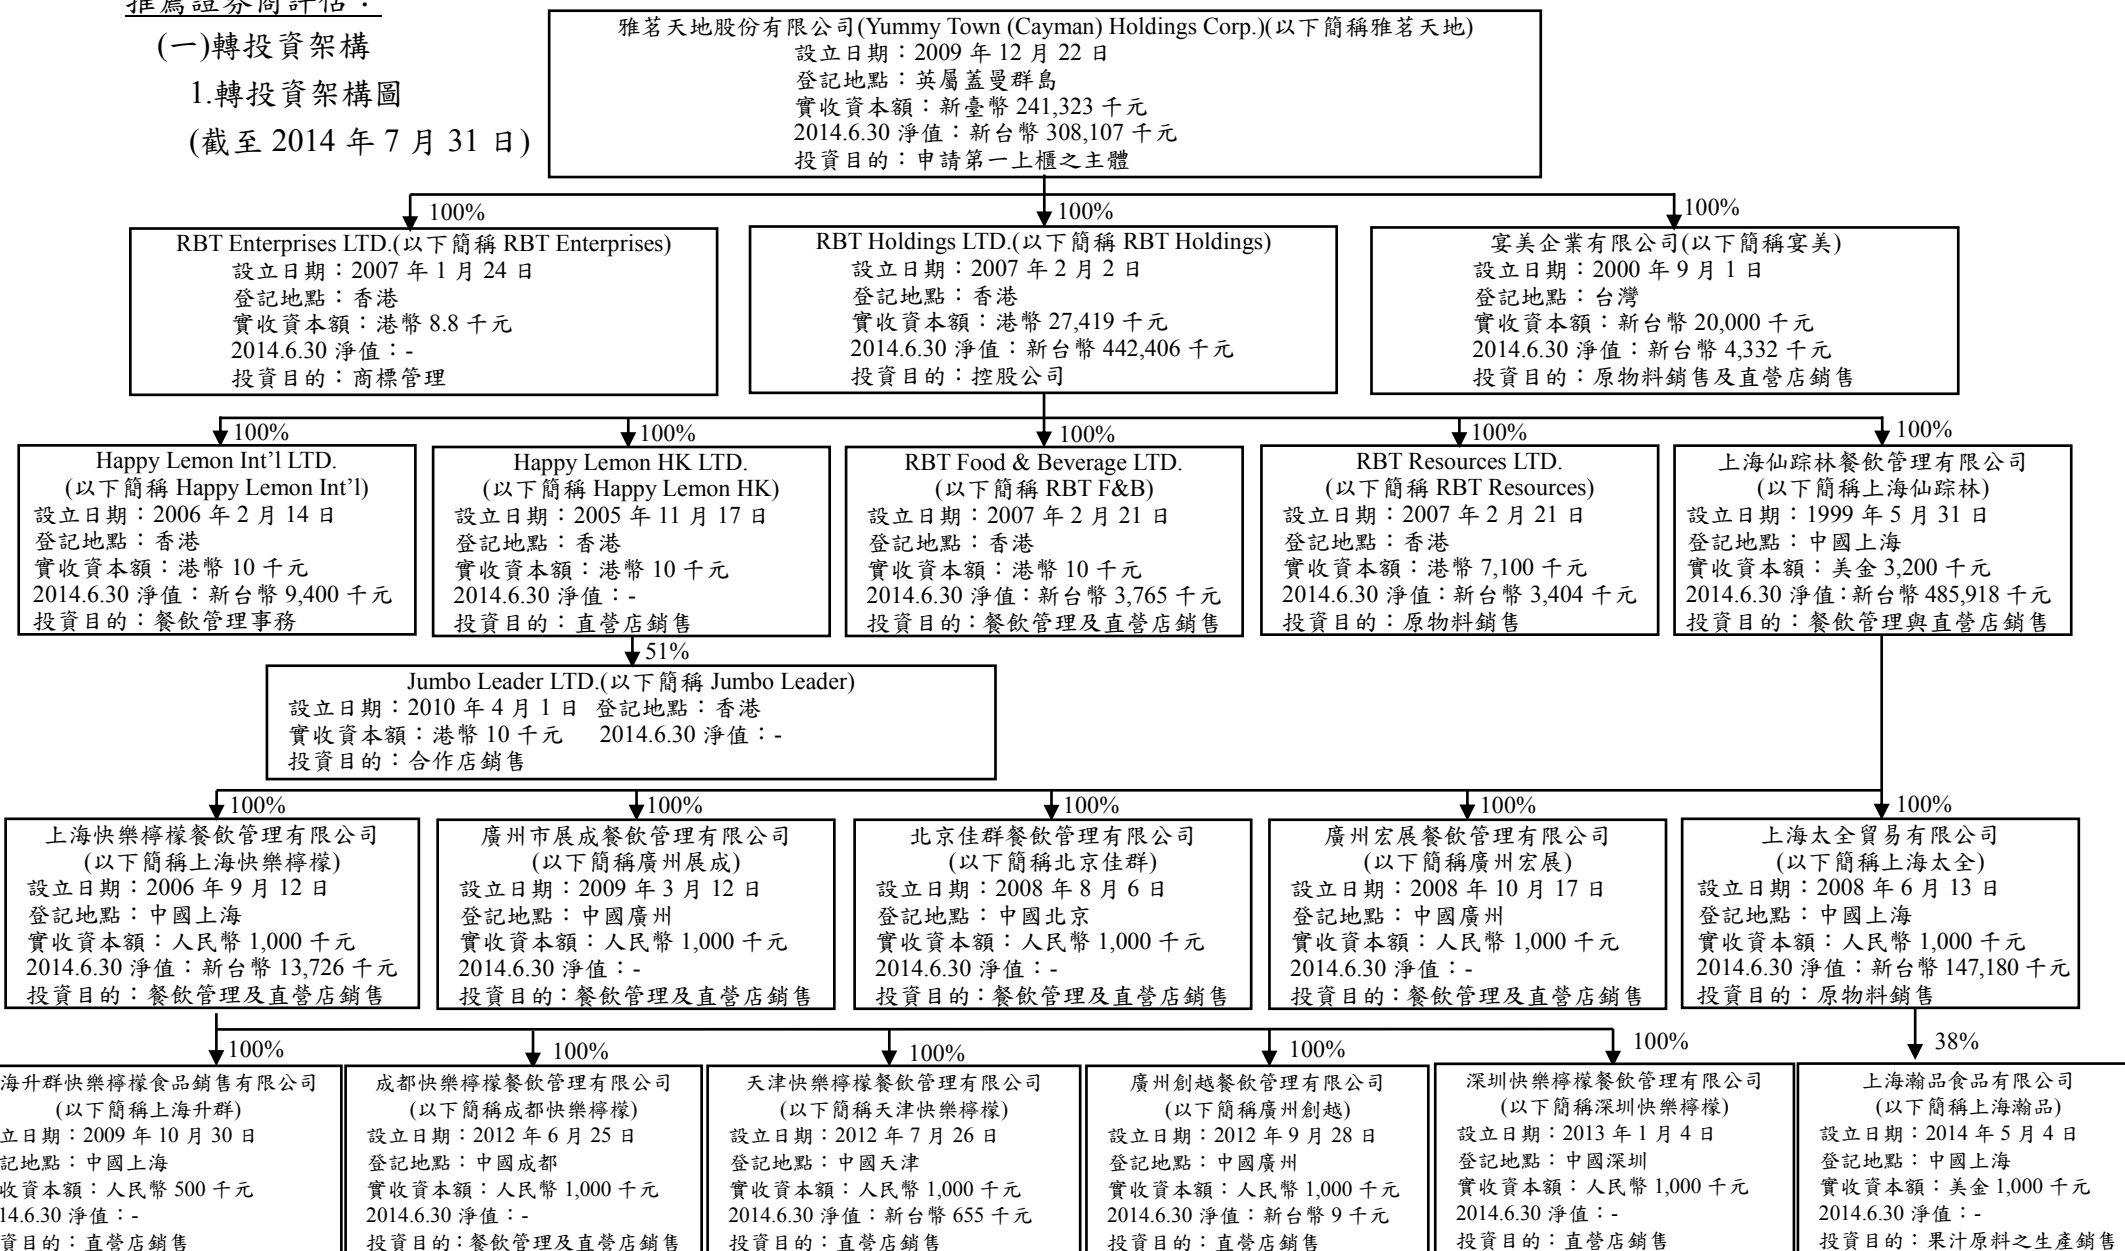 推薦證券商評估：
(一)轉投資架構
1.轉投資架構圖
(截至 2014 年 7 月 31 日)
雅茗天地股份有限公司(Yummy Town (Cayman) Holdings Corp.)(以下簡稱雅茗天地)
設立日期：2009 年 12 月 22 日
登記地點：英屬蓋曼群島
實收資本額：新臺幣 241,323 千元
2014.6.30 淨值：新台幣 308,107 千元
投資目的：申請第一上櫃之主體
100%
100%
100%
RBT Enterprises LTD.(以下簡稱 RBT Enterprises)
設立日期：2007 年 1 月 24 日
登記地點：香港
實收資本額：港幣 8.8 千元
2014.6.30 淨值：-
投資目的：商標管理
RBT Holdings LTD.(以下簡稱 RBT Holdings)
設立日期：2007 年 2 月 2 日
登記地點：香港
實收資本額：港幣 27,419 千元
2014.6.30 淨值：新台幣 442,406 千元
投資目的：控股公司
宴美企業有限公司(以下簡稱宴美)
設立日期：2000 年 9 月 1 日
登記地點：台灣
實收資本額：新台幣 20,000 千元
2014.6.30 淨值：新台幣 4,332 千元
投資目的：原物料銷售及直營店銷售
100%
100%
100%
100%
100%
Happy Lemon Int’l LTD.
(以下簡稱 Happy Lemon Int’l)
設立日期：2006 年 2 月 14 日
登記地點：香港
實收資本額：港幣 10 千元
2014.6.30 淨值：新台幣 9,400 千元
投資目的：餐飲管理事務
Happy Lemon HK LTD.
(以下簡稱 Happy Lemon HK)
設立日期：2005 年 11 月 17 日
登記地點：香港
實收資本額：港幣 10 千元
2014.6.30 淨值：-
投資目的：直營店銷售
RBT Food & Beverage LTD.
(以下簡稱 RBT F&B)
設立日期：2007 年 2 月 21 日
登記地點：香港
實收資本額：港幣 10 千元
2014.6.30 淨值：新台幣 3,765 千元
投資目的：餐飲管理及直營店銷售
RBT Resources LTD.
(以下簡稱 RBT Resources)
設立日期：2007 年 2 月 21 日
登記地點：香港
實收資本額：港幣 7,100 千元
2014.6.30 淨值：新台幣 3,404 千元
投資目的：原物料銷售
上海仙踪林餐飲管理有限公司
(以下簡稱上海仙踪林)
設立日期：1999 年 5 月 31 日
登記地點：中國上海
實收資本額：美金 3,200 千元
2014.6.30 淨值：新台幣 485,918 千元
投資目的：餐飲管理與直營店銷售
51%
Jumbo Leader LTD.(以下簡稱 Jumbo Leader)
設立日期：2010 年 4 月 1 日 登記地點：香港
實收資本額：港幣 10 千元 2014.6.30 淨值：-
投資目的：合作店銷售
100%
100%
100%
100%
100%
上海快樂檸檬餐飲管理有限公司
(以下簡稱上海快樂檸檬)
設立日期：2006 年 9 月 12 日
登記地點：中國上海
實收資本額：人民幣 1,000 千元
2014.6.30 淨值：新台幣 13,726 千元
投資目的：餐飲管理及直營店銷售
廣州市展成餐飲管理有限公司
(以下簡稱廣州展成)
設立日期：2009 年 3 月 12 日
登記地點：中國廣州
實收資本額：人民幣 1,000 千元
2014.6.30 淨值：-
投資目的：餐飲管理及直營店銷售
北京佳群餐飲管理有限公司
(以下簡稱北京佳群)
設立日期：2008 年 8 月 6 日
登記地點：中國北京
實收資本額：人民幣 1,000 千元
2014.6.30 淨值：-
投資目的：餐飲管理及直營店銷售
廣州宏展餐飲管理有限公司
(以下簡稱廣州宏展)
設立日期：2008 年 10 月 17 日
登記地點：中國廣州
實收資本額：人民幣 1,000 千元
2014.6.30 淨值：-
投資目的：餐飲管理及直營店銷售
上海太全貿易有限公司
(以下簡稱上海太全)
設立日期：2008 年 6 月 13 日
登記地點：中國上海
實收資本額：人民幣 1,000 千元
2014.6.30 淨值：新台幣 147,180 千元
投資目的：原物料銷售
100%
100%
100%
100%
100%
38%
海升群快樂檸檬食品銷售有限公司
(以下簡稱上海升群)
立日期：2009 年 10 月 30 日
記地點：中國上海
收資本額：人民幣 500 千元
14.6.30 淨值：-
資目的：直營店銷售
成都快樂檸檬餐飲管理有限公司
(以下簡稱成都快樂檸檬)
設立日期：2012 年 6 月 25 日
登記地點：中國成都
實收資本額：人民幣 1,000 千元
2014.6.30 淨值：-
投資目的：餐飲管理及直營店銷售
天津快樂檸檬餐飲管理有限公司
(以下簡稱天津快樂檸檬)
設立日期：2012 年 7 月 26 日
登記地點：中國天津
實收資本額：人民幣 1,000 千元
2014.6.30 淨值：新台幣 655 千元
投資目的：直營店銷售
廣州創越餐飲管理有限公司
(以下簡稱廣州創越)
設立日期：2012 年 9 月 28 日
登記地點：中國廣州
實收資本額：人民幣 1,000 千元
2014.6.30 淨值：新台幣 9 千元
投資目的：直營店銷售
深圳快樂檸檬餐飲管理有限公司
(以下簡稱深圳快樂檸檬)
設立日期：2013 年 1 月 4 日
登記地點：中國深圳
實收資本額：人民幣 1,000 千元
2014.6.30 淨值：-
投資目的：直營店銷售
上海瀚品食品有限公司
(以下簡稱上海瀚品)
設立日期：2014 年 5 月 4 日
登記地點：中國上海
實收資本額：美金 1,000 千元
2014.6.30 淨值：-
投資目的：果汁原料之生產銷售